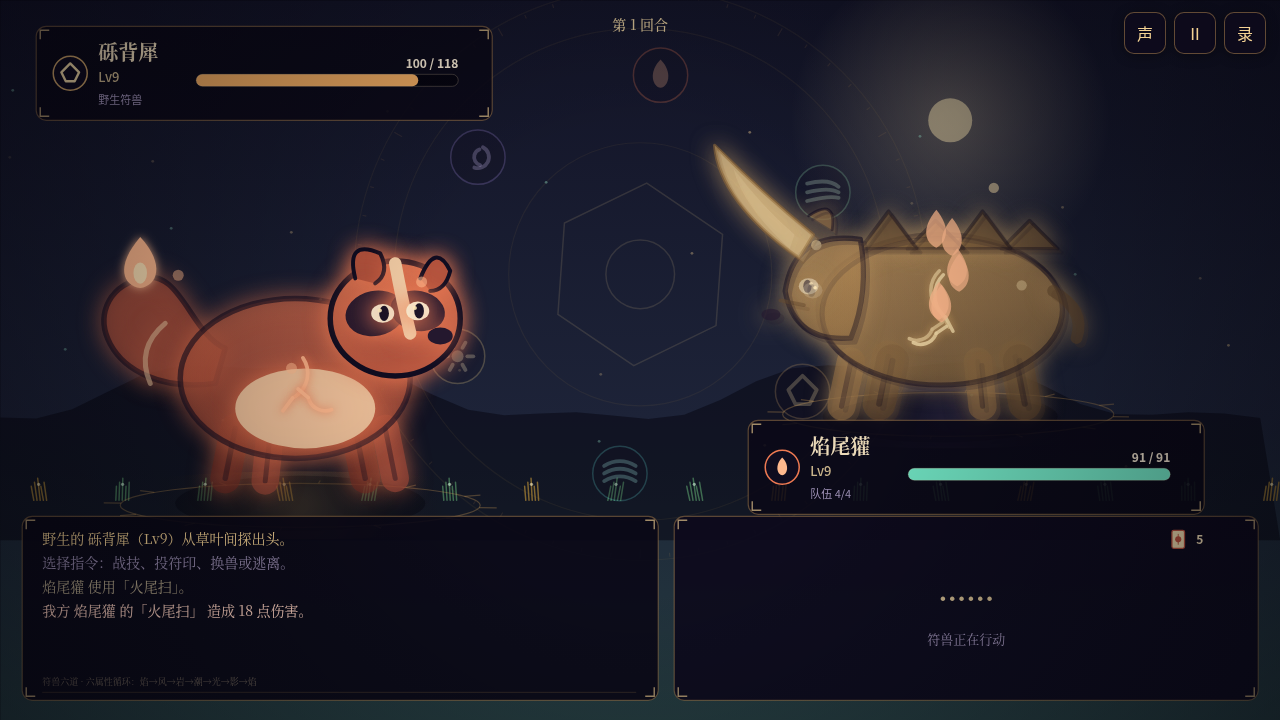 第 1 回合
声
II
录
砾背犀
Lv9
野生符兽
100 / 118
焰尾獾
Lv9
队伍 4/4
91 / 91
野生的 砾背犀（Lv9）从草叶间探出头。
选择指令：战技、投符印、换兽或逃离。
焰尾獾 使用「火尾扫」。
我方 焰尾獾 的「火尾扫」 造成 18 点伤害。
符兽六道 · 六属性循环：焰→风→岩→潮→光→影→焰
5
······
符兽正在行动